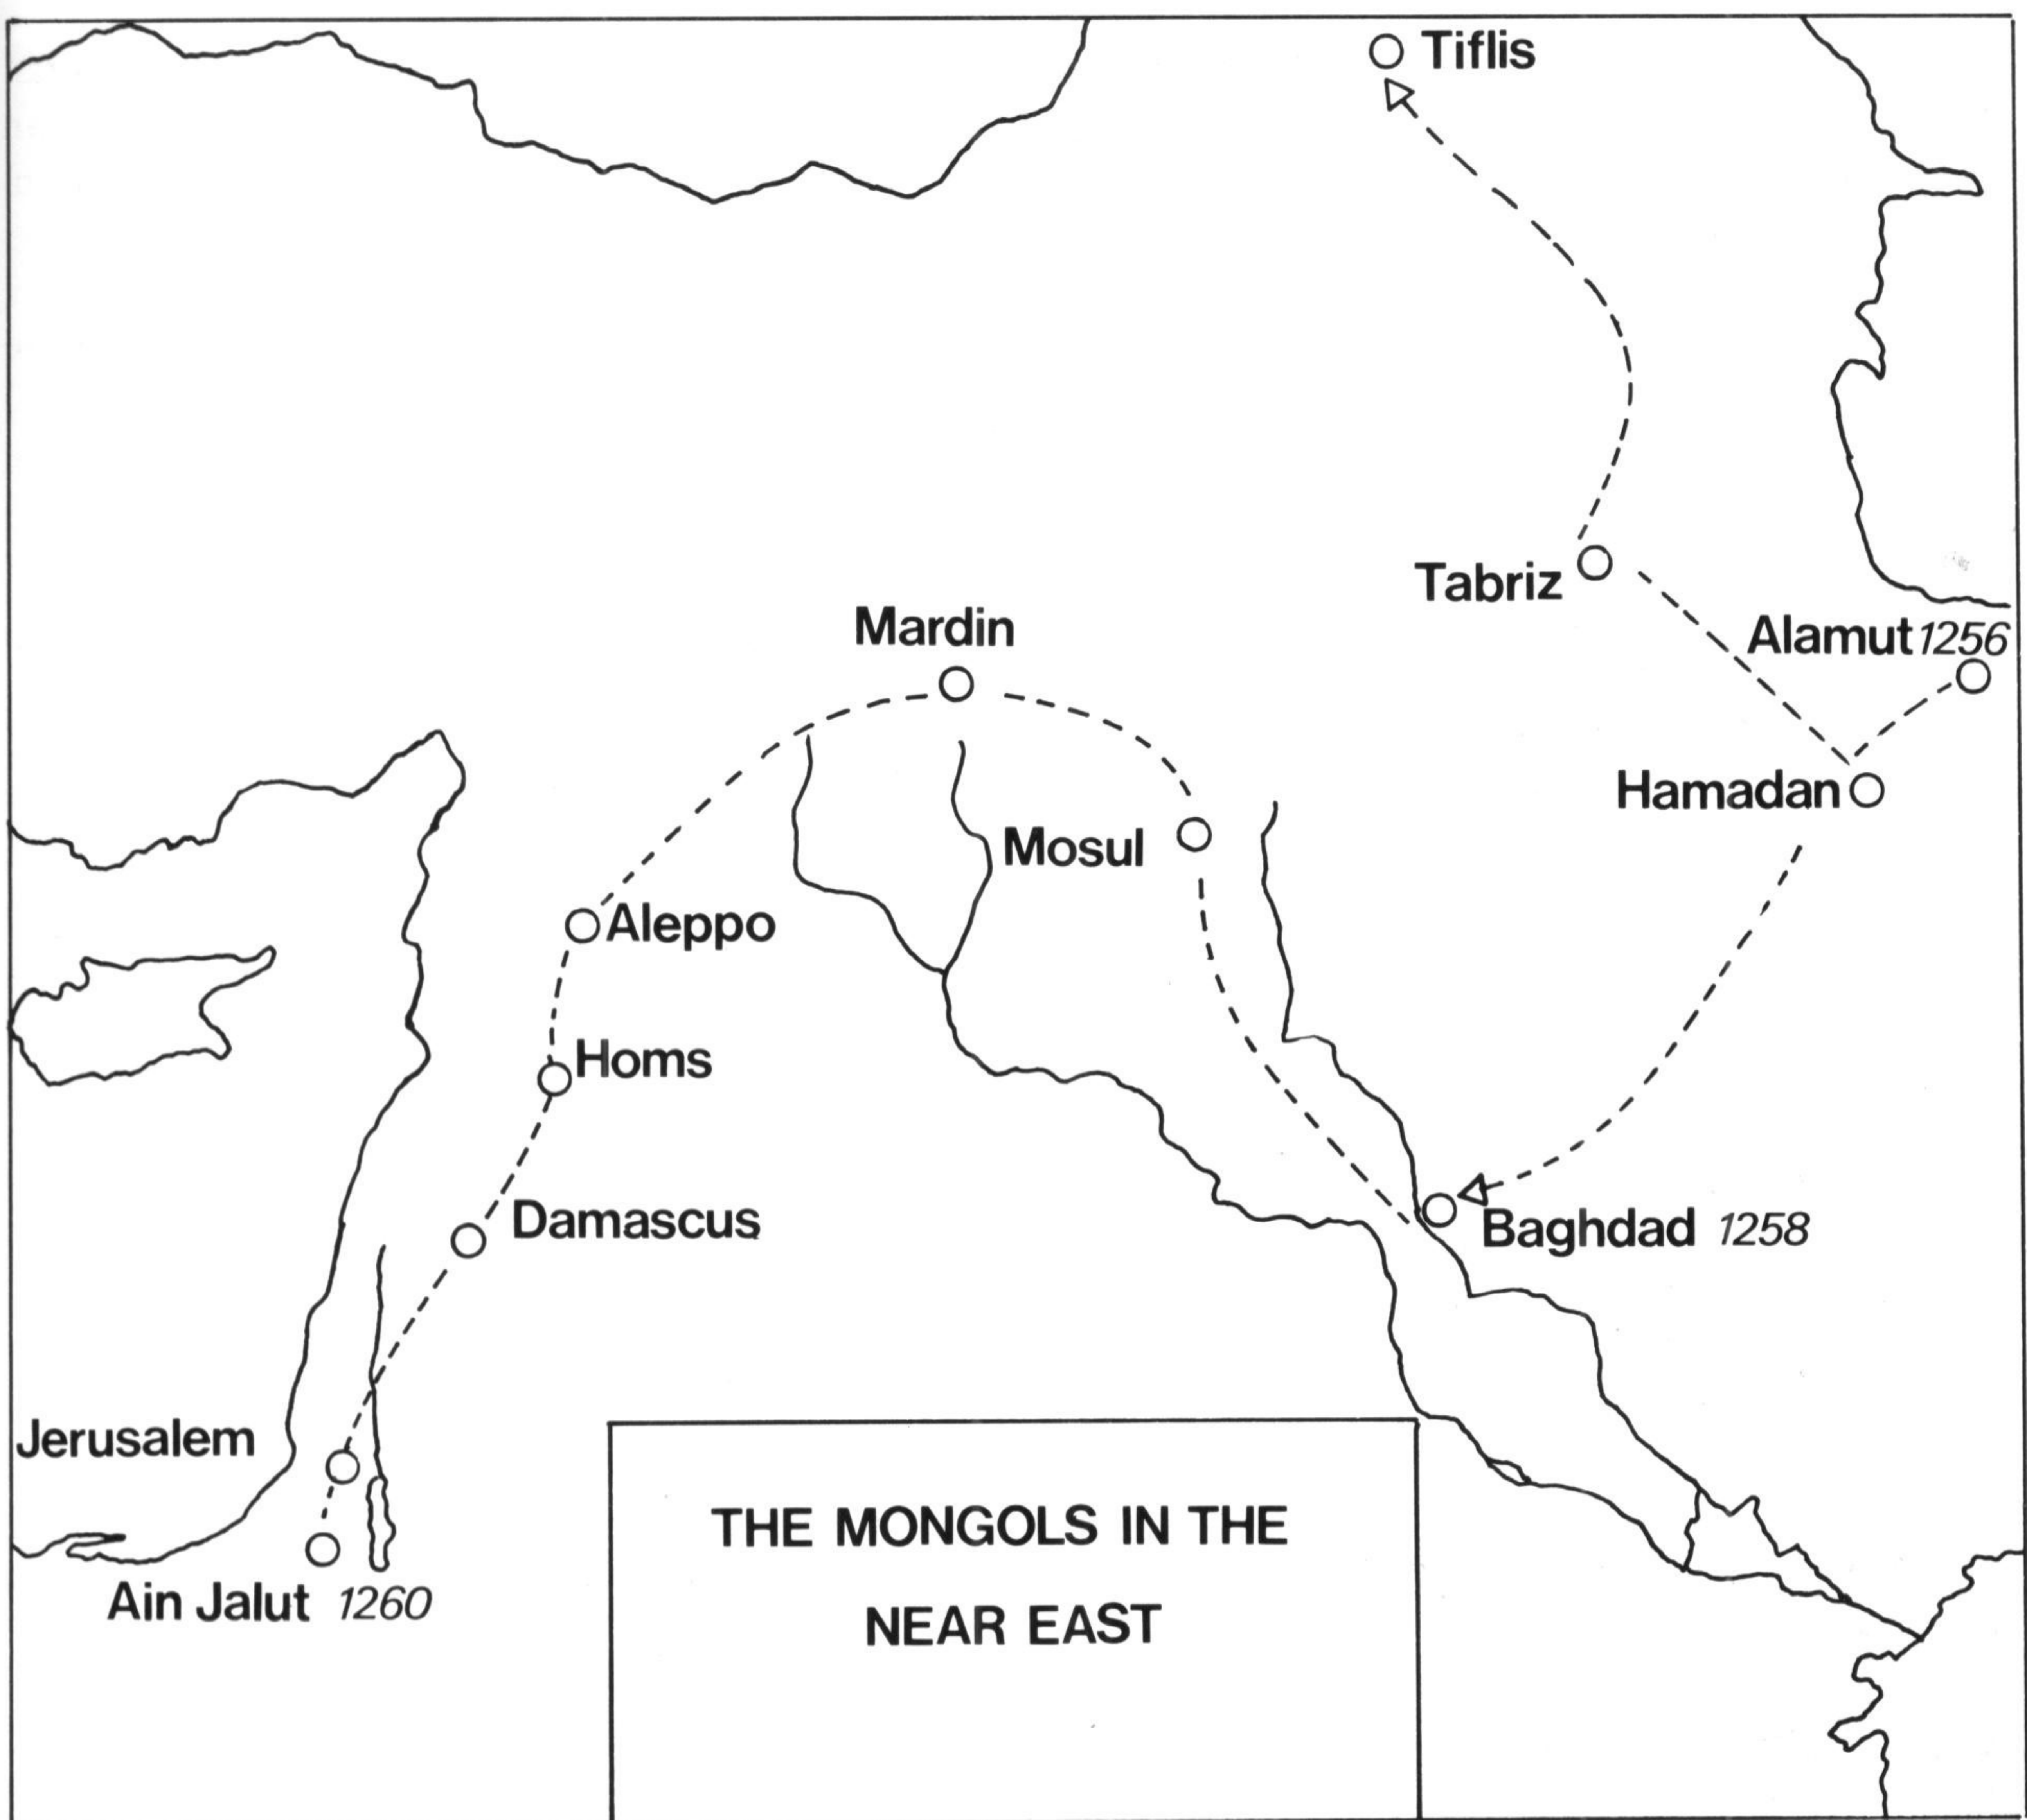 Tiflis
Tabriz
Mardin
Alamut 1256
Hamadan
Mosul
Aleppo
Homs
Damascus
Baghdad 1258
Jerusalem
Ain Jalut 1260
THE MONGOLS IN THE
NEAR EAST